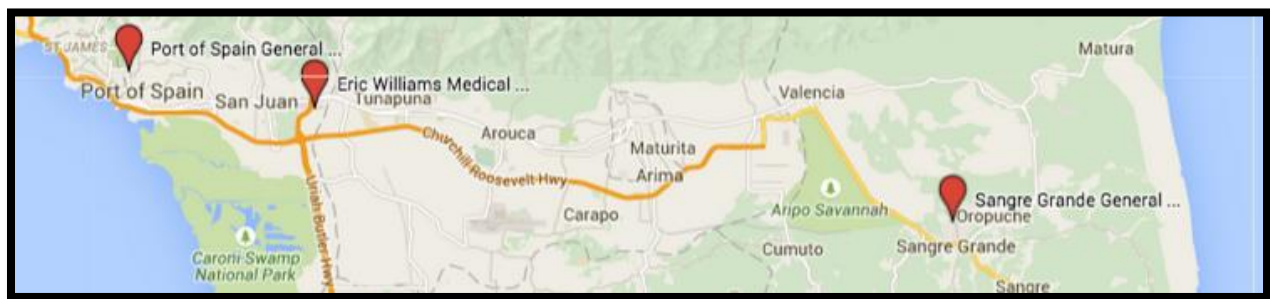 ST JAMES
Port of Spain General ...
Port of Spain
San Juan
Eric Williams Medical ...
Tunapuna
Churchill Roosevelt Hwy
Uriah Butler Hwy
Caroni Swamp
National Park
Arouca
Carapo
Maturita
Arima
Valencia
Matura
Aripo Savannah
Cumuto
Sangre Grande General ...
Oropuche
Sangre Grande
Sangre